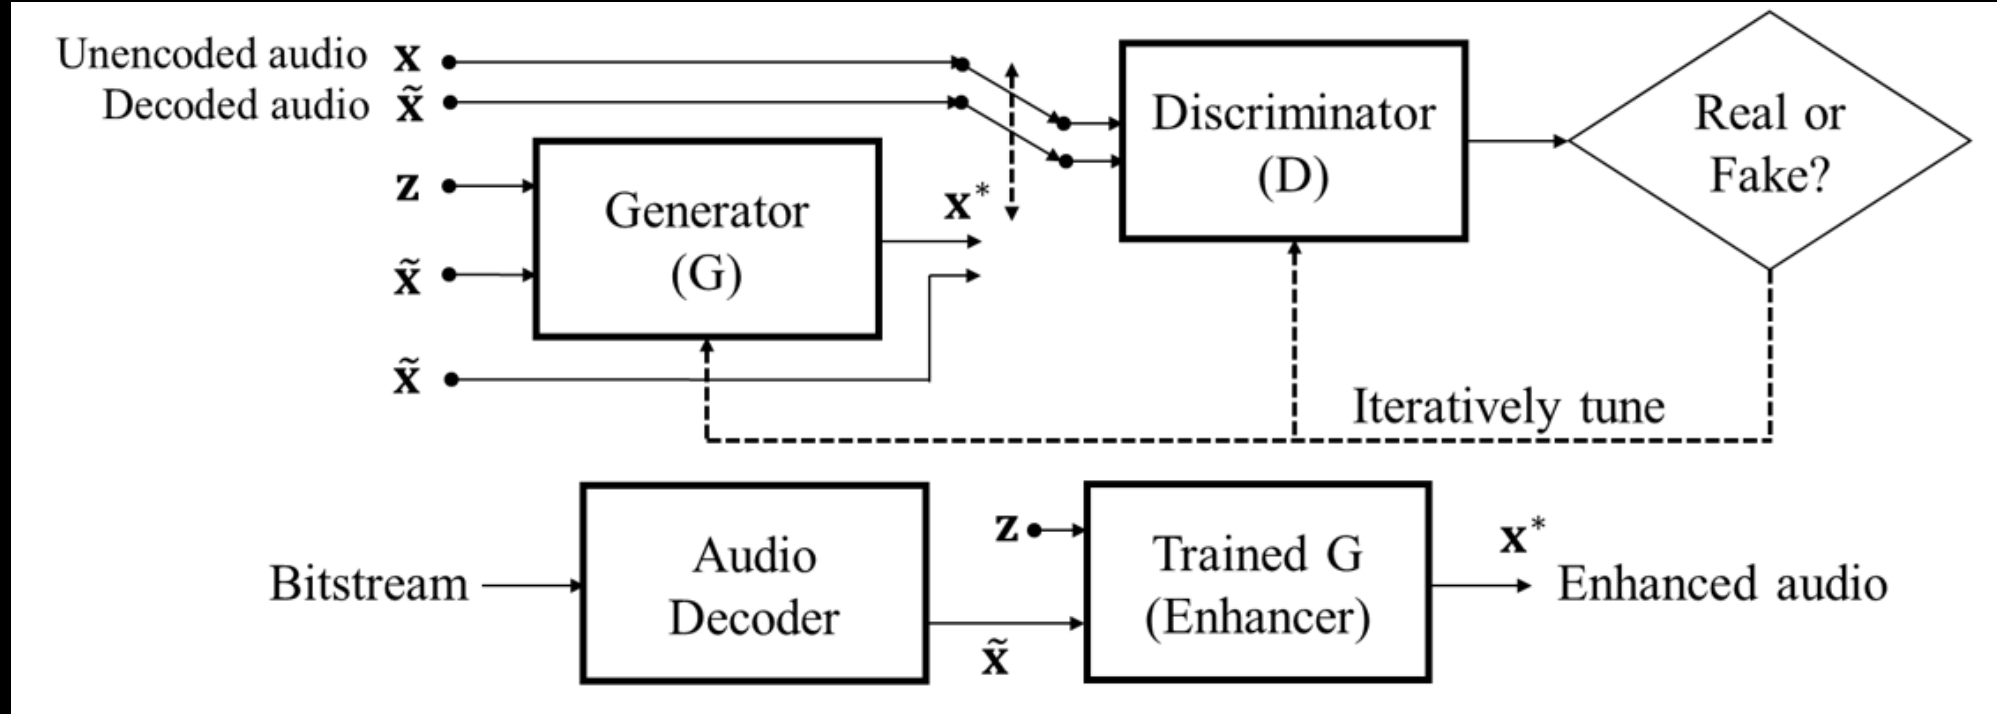 Unencoded audio x
Decoded audio x̃
z
x̃
x̃
Generator
(G)
x*
Discriminator
(D)
Real or
Fake?
Iteratively tune
Bitstream
Audio
Decoder
x̃
z
Trained G
(Enhancer)
x*
Enhanced audio